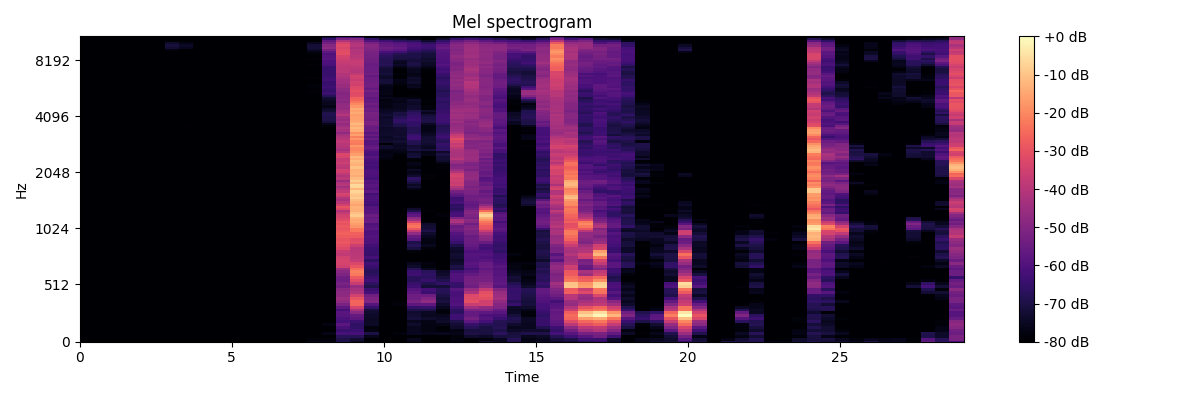 Mel spectrogram
8192
4096
2048
1024
512
0
Hz
0 5 10 15 20 25
Time
+0 dB
-10 dB
-20 dB
-30 dB
-40 dB
-50 dB
-60 dB
-70 dB
-80 dB